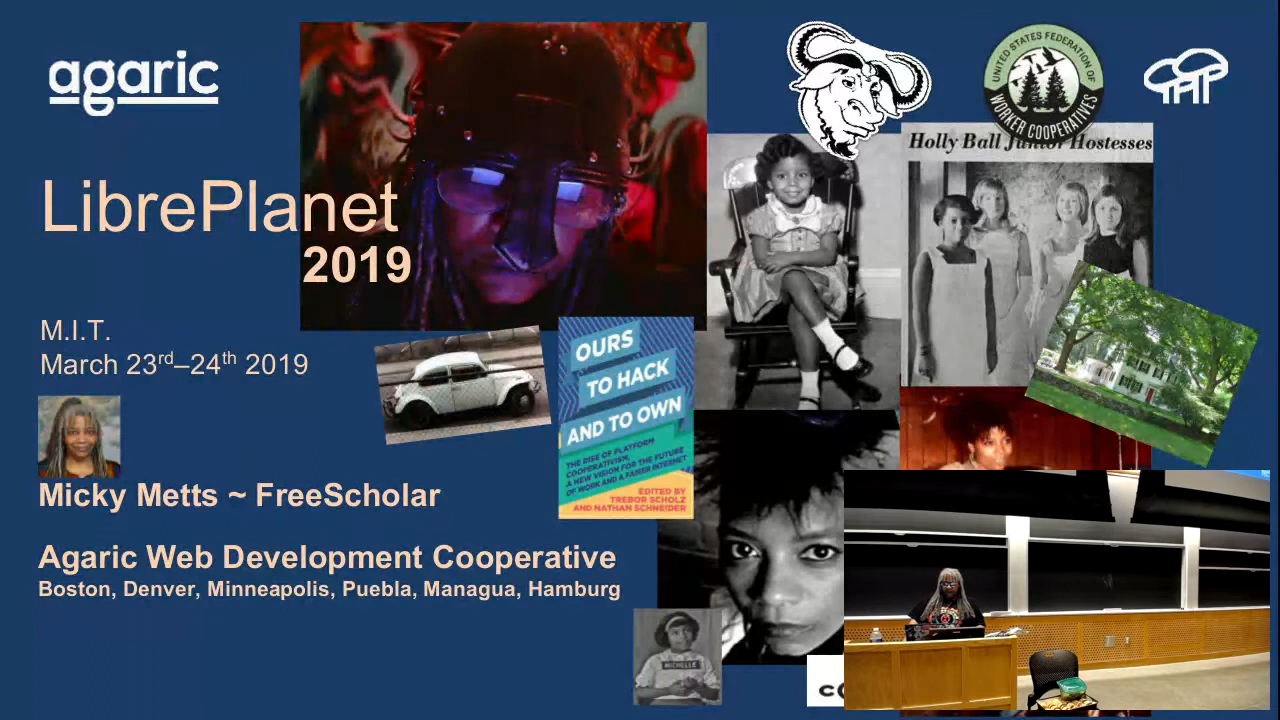 agaric
LibrePlanet
2019
M.I.T.
March 23rd–24th 2019
Micky Metts ~ FreeScholar
Agaric Web Development Cooperative
Boston, Denver, Minneapolis, Puebla, Managua, Hamburg
OURS
TO HACK
AND TO OWN
THE RISE OF PLATFORM
COOPERATIVISM,
A NEW VISION FOR THE FUTURE
OF WORK AND A FAIRER INTERNET
EDITED BY
TREBOR SCHOLZ
AND NATHAN SCHNEIDER
UNITED STATES FEDERATION OF
WORKER COOPERATIVES
Holly Ball Junior Hostesses
MICHELLE